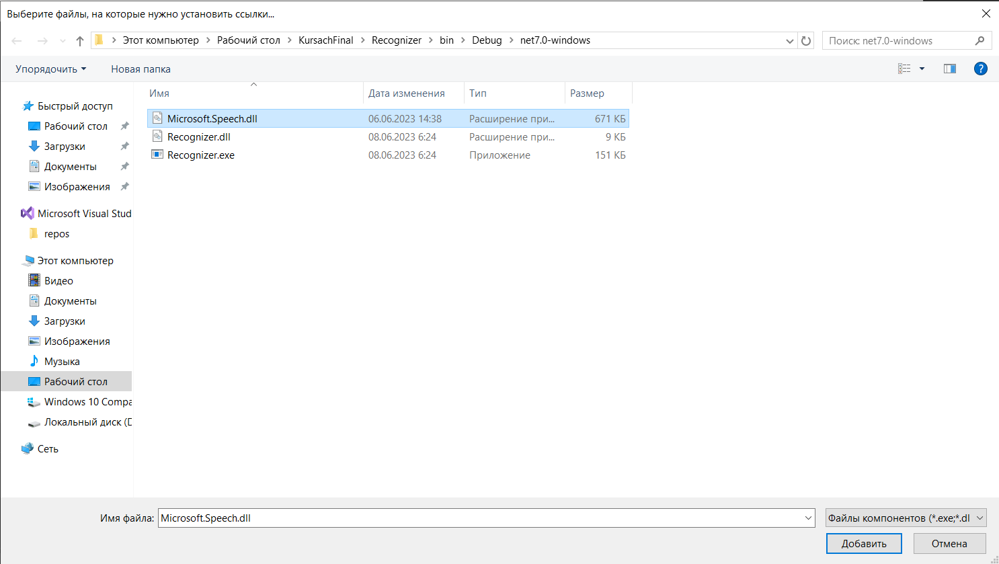 Выберите файлы, на которые нужно установить ссылки...
Этот компьютер > Рабочий стол > KursachFinal > Recognizer > bin > Debug > net7.0-windows
Поиск: net7.0-windows
Упорядочить Новая папка
?
Имя Дата изменения Тип Размер
Microsoft.Speech.dll 06.06.2023 14:38 Расширение при... 671 КБ
Recognizer.dll 08.06.2023 6:24 Расширение при... 9 КБ
Recognizer.exe 08.06.2023 6:24 Приложение 151 КБ
Быстрый доступ
Рабочий стол
Загрузки
Документы
Изображения
Microsoft Visual Stud
repos
Этот компьютер
Видео
Документы
Загрузки
Изображения
Музыка
Рабочий стол
Windows 10 Compa
Локальный диск (D
Сеть
Имя файла: Microsoft.Speech.dll
Файлы компонентов (*.exe;*.dl
Добавить Отмена